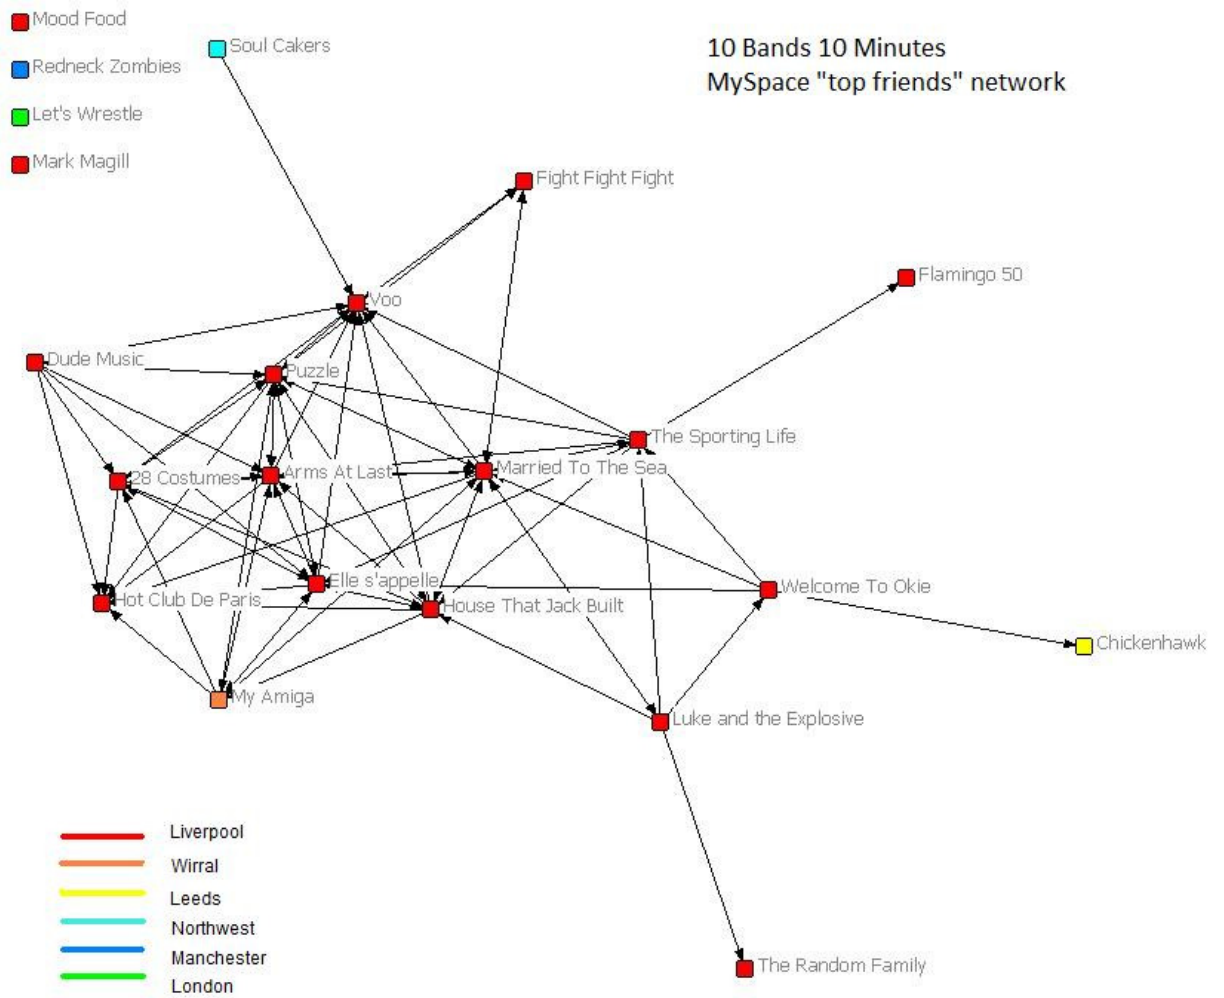 Mood Food
Soul Cakers
10 Bands 10 Minutes
MySpace "top friends" network
Redneck Zombies
Let's Wrestle
Mark Magill
Fight Fight Fight
Flamingo 50
Voo
Dude Music
Puzzle
The Sporting Life
28 Costumes
Arms At Last
Married To The Sea
Elle s'appelle
Welcome To Okie
Hot Club De Paris
House That Jack Built
Chickenhawk
My Amiga
Luke and the Explosive
Liverpool
Wirral
Leeds
Northwest
Manchester
London
The Random Family